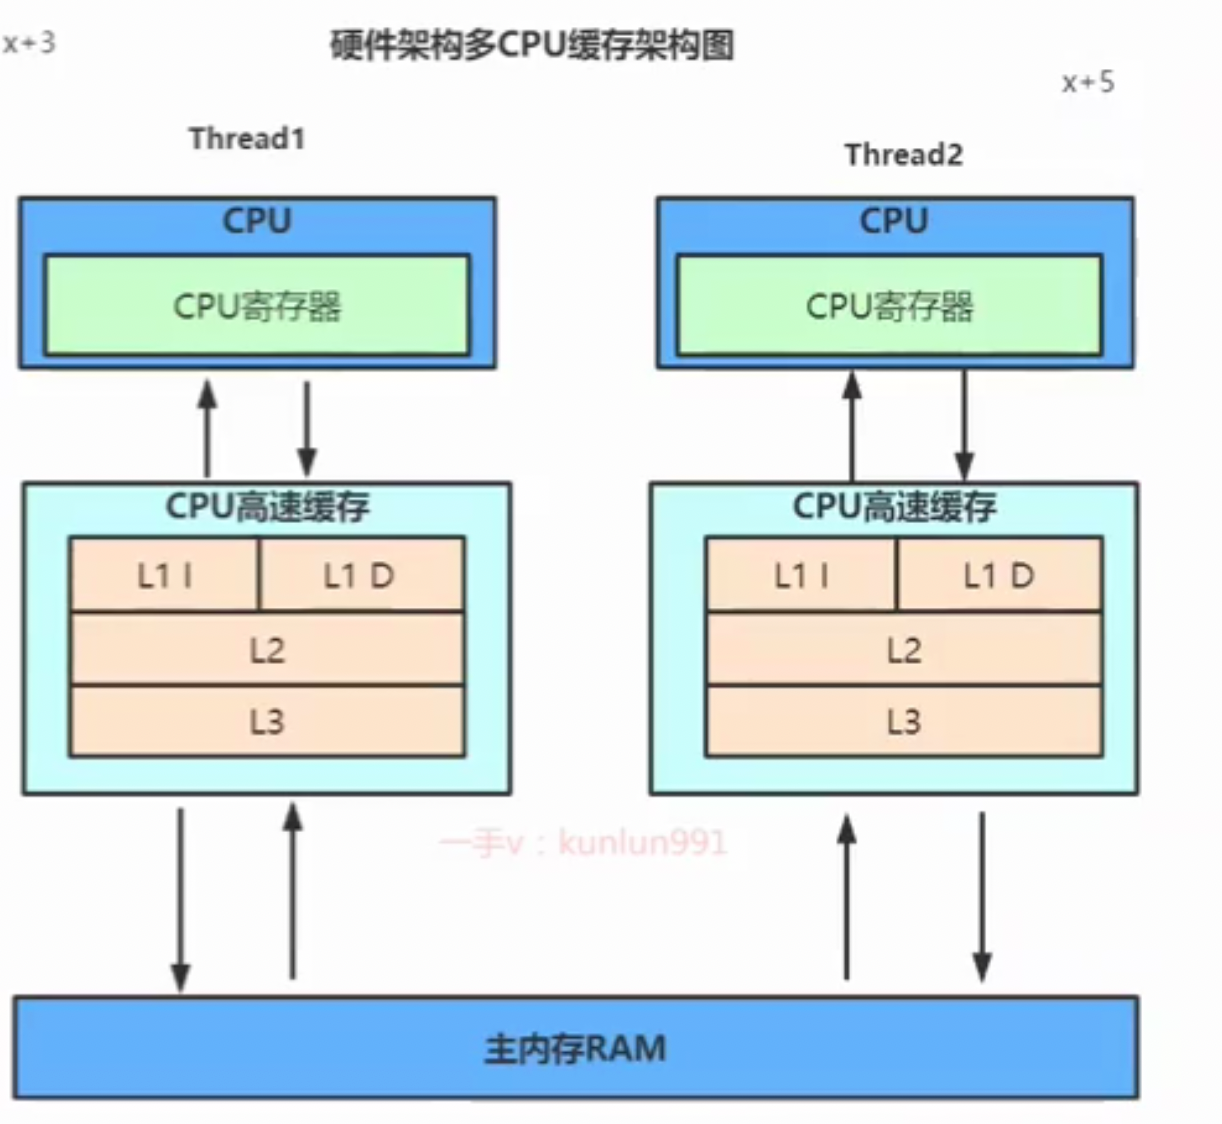 x+3
硬件架构多CPU缓存架构图
x+5
Thread1
Thread2
CPU
CPU
CPU寄存器
CPU寄存器
CPU高速缓存
CPU高速缓存
L1 I
L1 D
L1 I
L1 D
L2
L2
L3
L3
一手v：kunlun991
主内存RAM